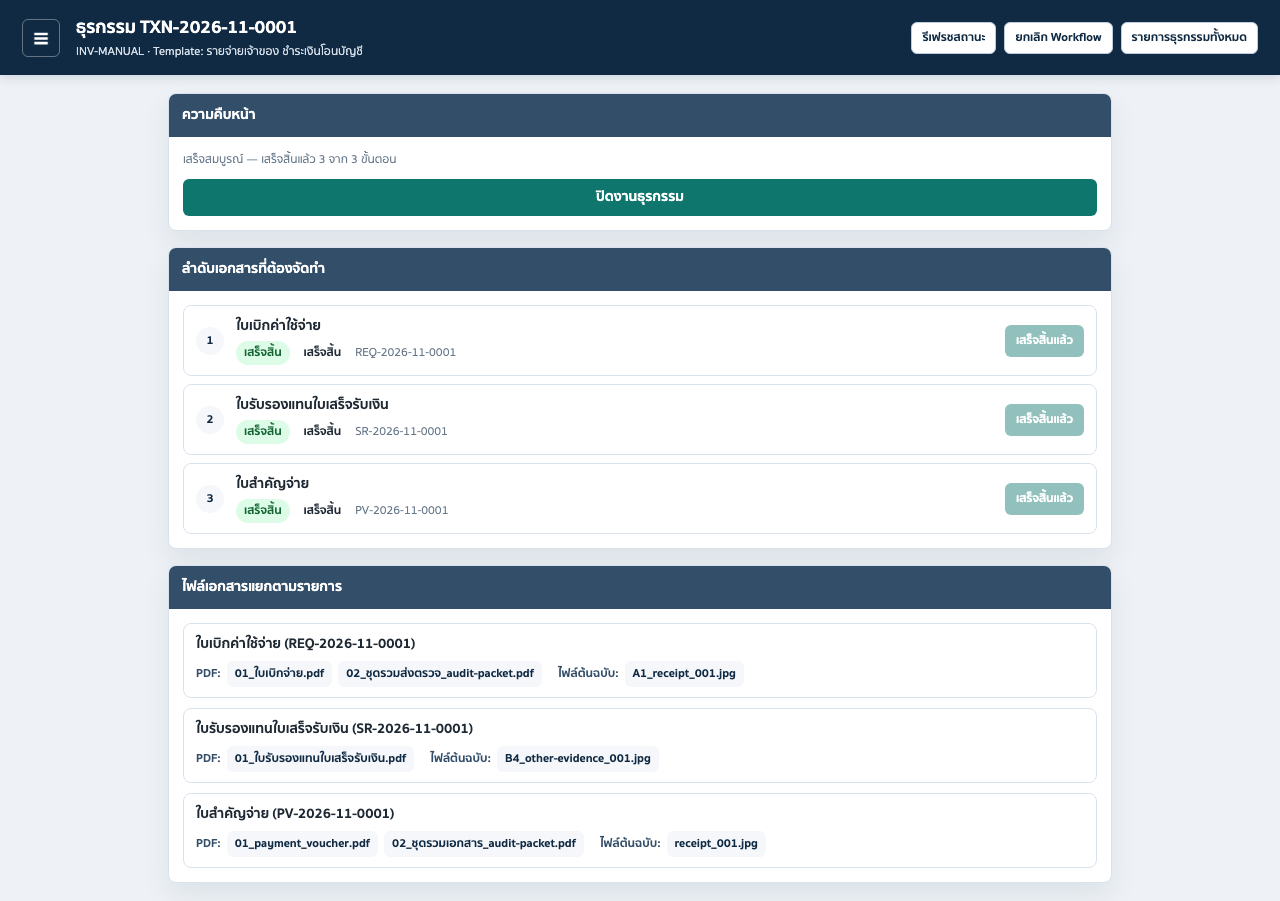 ธุรกรรม TXN-2026-11-0001
INV-MANUAL · Template: รายจ่ายเจ้าของ ชำระเงินโอนบัญชี
รีเฟรชสถานะ
ยกเลิก Workflow
รายการธุรกรรมทั้งหมด
ความคืบหน้า
เสร็จสมบูรณ์ — เสร็จสิ้นแล้ว 3 จาก 3 ขั้นตอน
ปิดงานธุรกรรม
ลำดับเอกสารที่ต้องจัดทำ
1
ใบเบิกค่าใช้จ่าย
เสร็จสิ้น เสร็จสิ้น REQ-2026-11-0001
เสร็จสิ้นแล้ว
2
ใบรับรองแทนใบเสร็จรับเงิน
เสร็จสิ้น เสร็จสิ้น SR-2026-11-0001
เสร็จสิ้นแล้ว
3
ใบสำคัญจ่าย
เสร็จสิ้น เสร็จสิ้น PV-2026-11-0001
เสร็จสิ้นแล้ว
ไฟล์เอกสารแยกตามรายการ
ใบเบิกค่าใช้จ่าย (REQ-2026-11-0001)
PDF: 01_ใบเบิกจ่าย.pdf 02_ชุดรวมส่งตรวจ_audit-packet.pdf ไฟล์ต้นฉบับ: A1_receipt_001.jpg
ใบรับรองแทนใบเสร็จรับเงิน (SR-2026-11-0001)
PDF: 01_ใบรับรองแทนใบเสร็จรับเงิน.pdf ไฟล์ต้นฉบับ: B4_other-evidence_001.jpg
ใบสำคัญจ่าย (PV-2026-11-0001)
PDF: 01_payment_voucher.pdf 02_ชุดรวมเอกสาร_audit-packet.pdf ไฟล์ต้นฉบับ: receipt_001.jpg